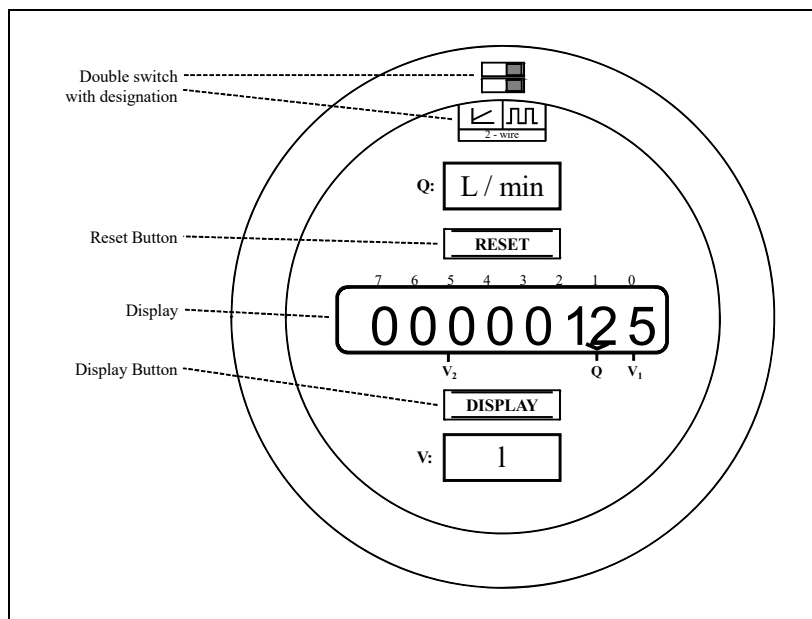 Double switch
with designation
2 - wire
Q: L / min
Reset Button
RESET
7 6 5 4 3 2 1 0
Display
00000125
V₂ Q V₁
Display Button
DISPLAY
V: l